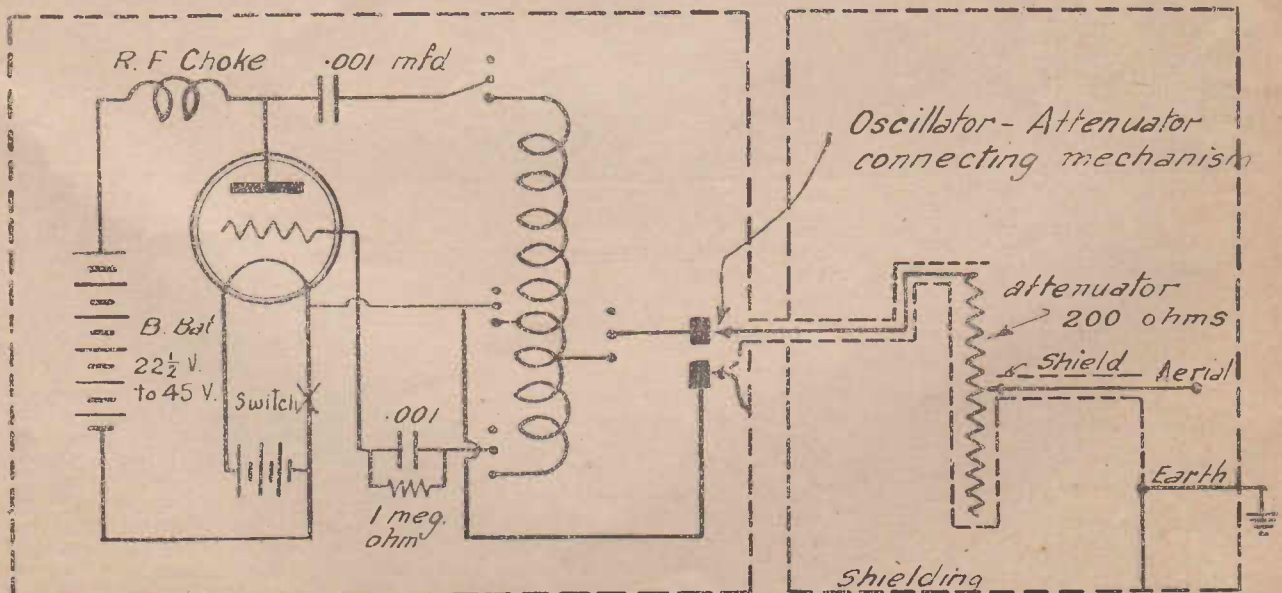 R.F Choke
.001 mfd
Oscillator - Attenuator
connecting mechanism
B. Bat
22½ V.
to 45 V.
Switch
.001
1 meg.
ohm
attenuator
200 ohms
Shield
Aerial
Earth
Shielding